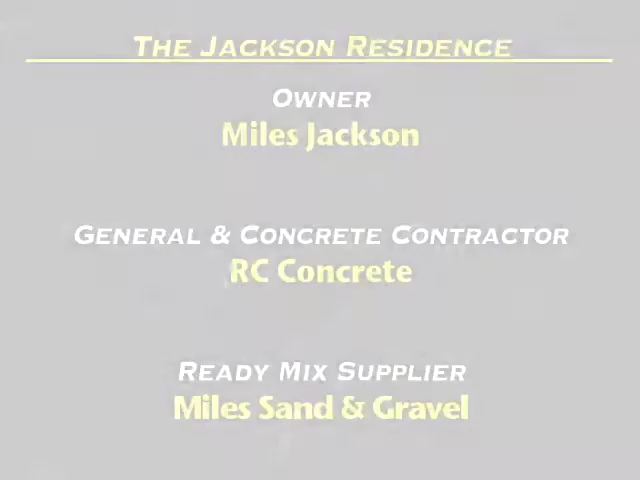 THE JACKSON RESIDENCE
OWNER
Miles Jackson
GENERAL & CONCRETE CONTRACTOR
RC Concrete
READY MIX SUPPLIER
Miles Sand & Gravel